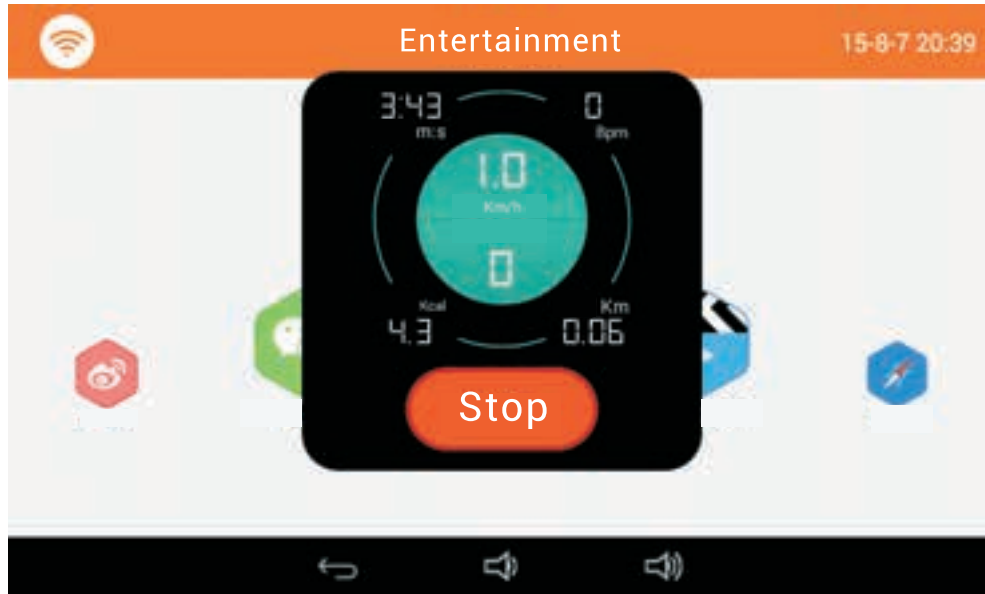 Entertainment
15-8-7 20:39
3:43
m:s
0
Bpm
1.0
Km/h
0
Kcal
4.3
Km
0.06
Stop